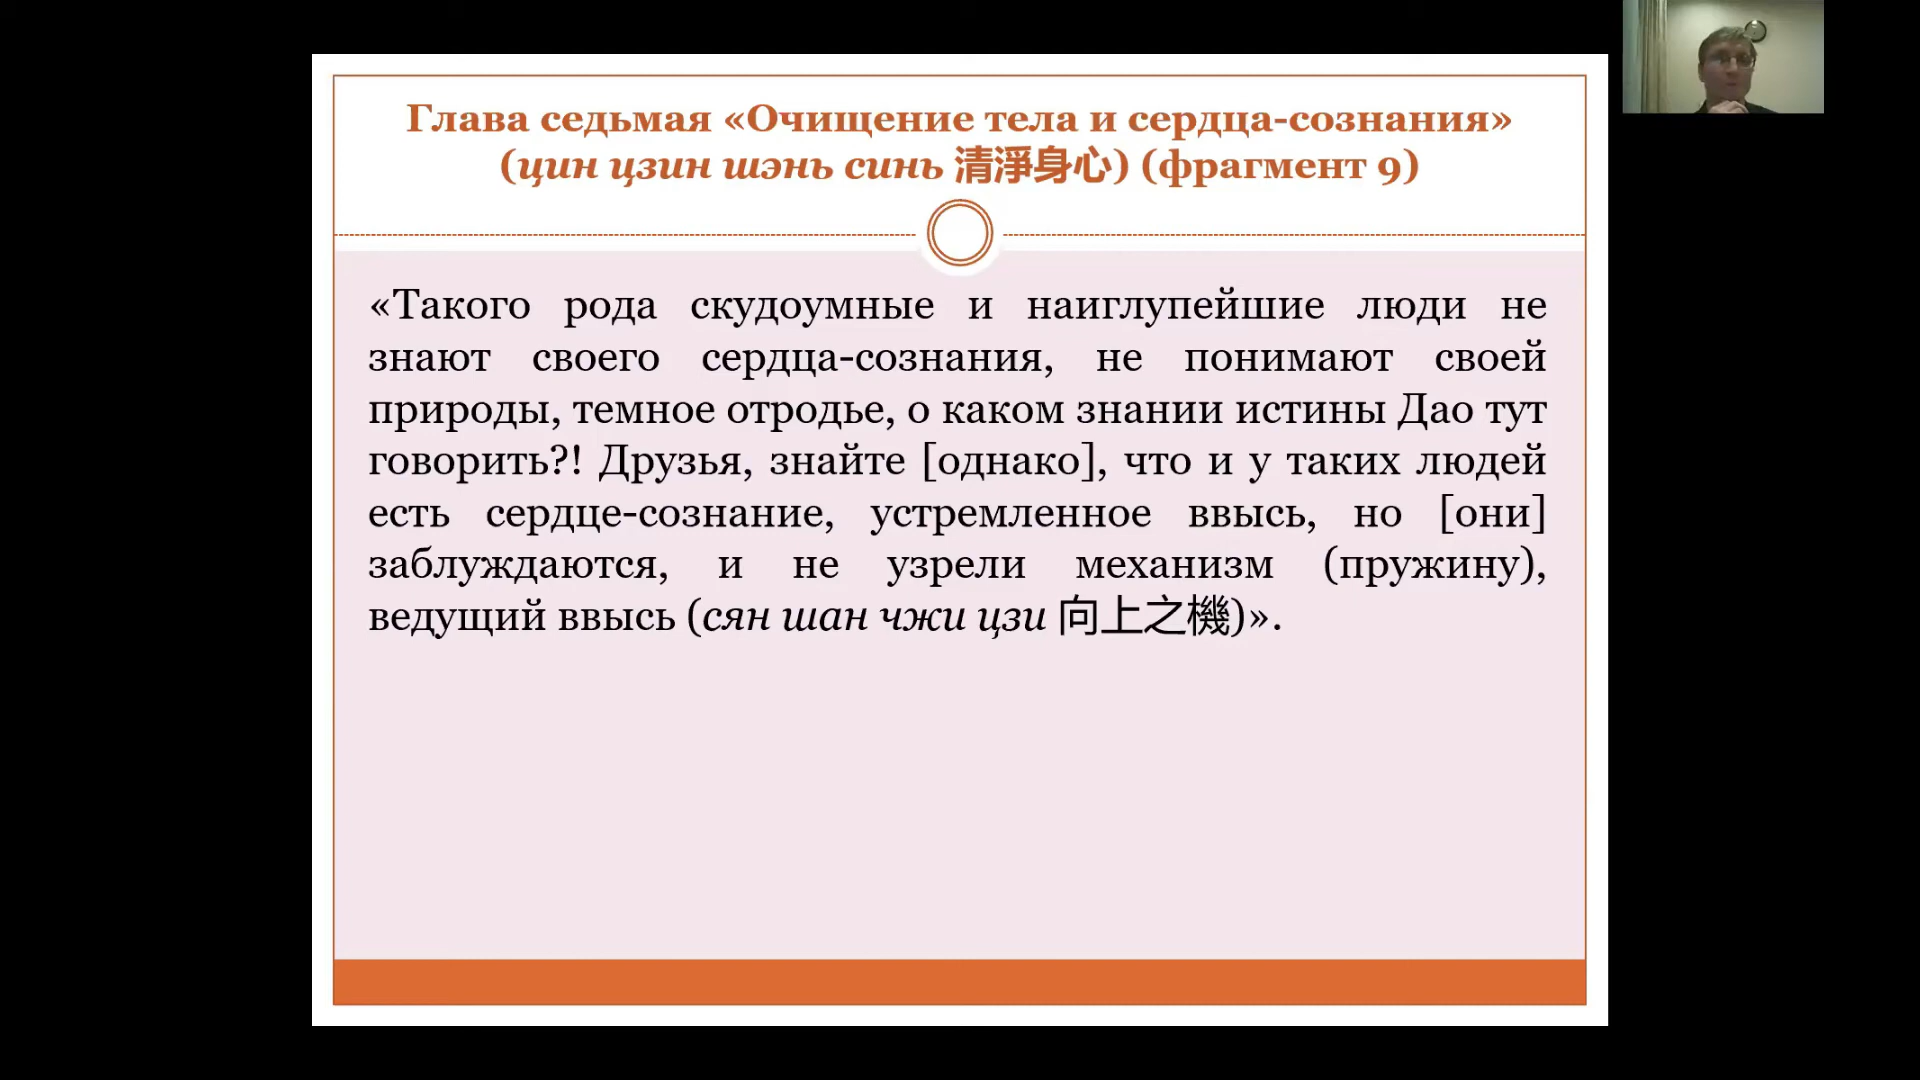 Глава седьмая «Очищение тела и сердца-сознания»
(цин цзин шэнь синь 清淨身心) (фрагмент 9)
«Такого рода скудоумные и наиглупейшие люди не
знают своего сердца-сознания, не понимают своей
природы, темное отродье, о каком знании истины Дао тут
говорить?! Друзья, знайте [однако], что и у таких людей
есть сердце-сознание, устремленное ввысь, но [они]
заблуждаются, и не узрели механизм (пружину),
ведущий ввысь (сян шан чжи цзи 向上之機)».